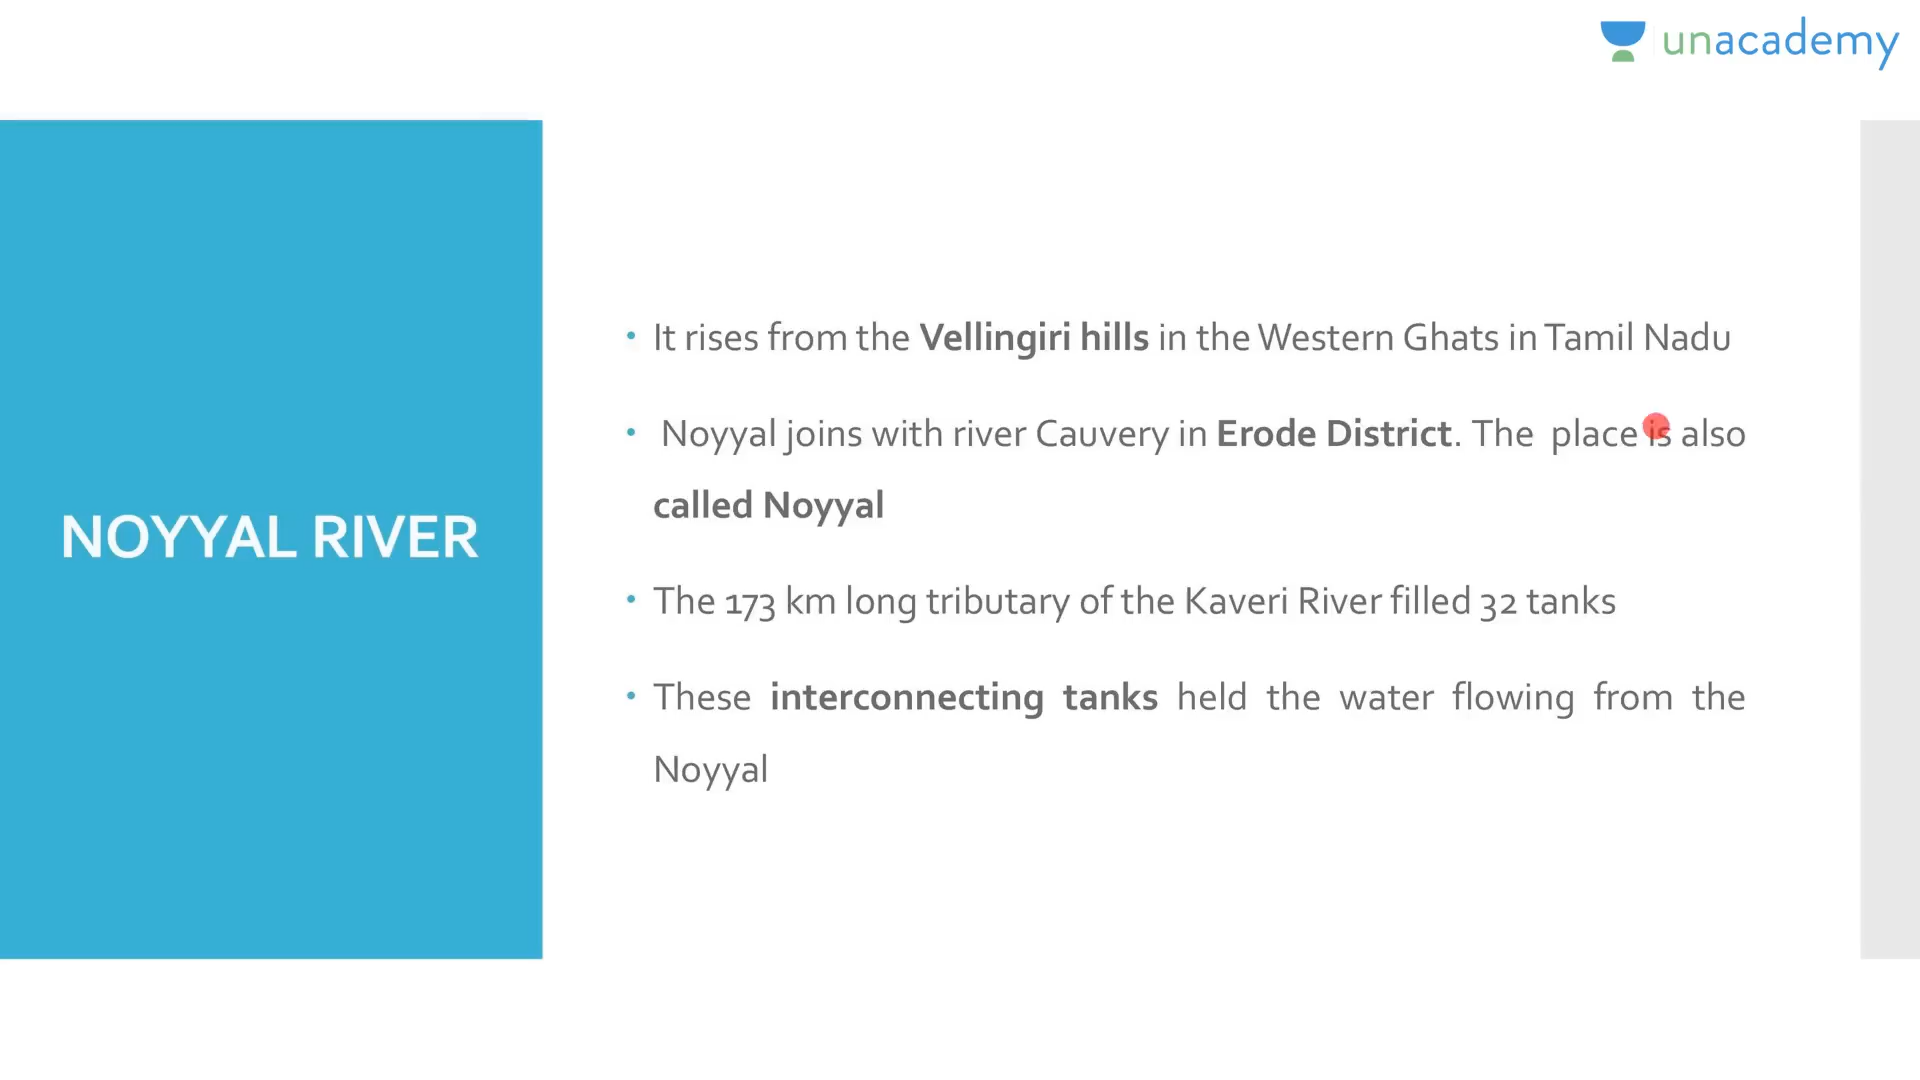 unacademy
NOYYAL RIVER
• It rises from the Vellingiri hills in the Western Ghats in Tamil Nadu
• Noyyal joins with river Cauvery in Erode District. The place is also
called Noyyal
• The 173 km long tributary of the Kaveri River filled 32 tanks
• These interconnecting tanks held the water flowing from the
Noyyal